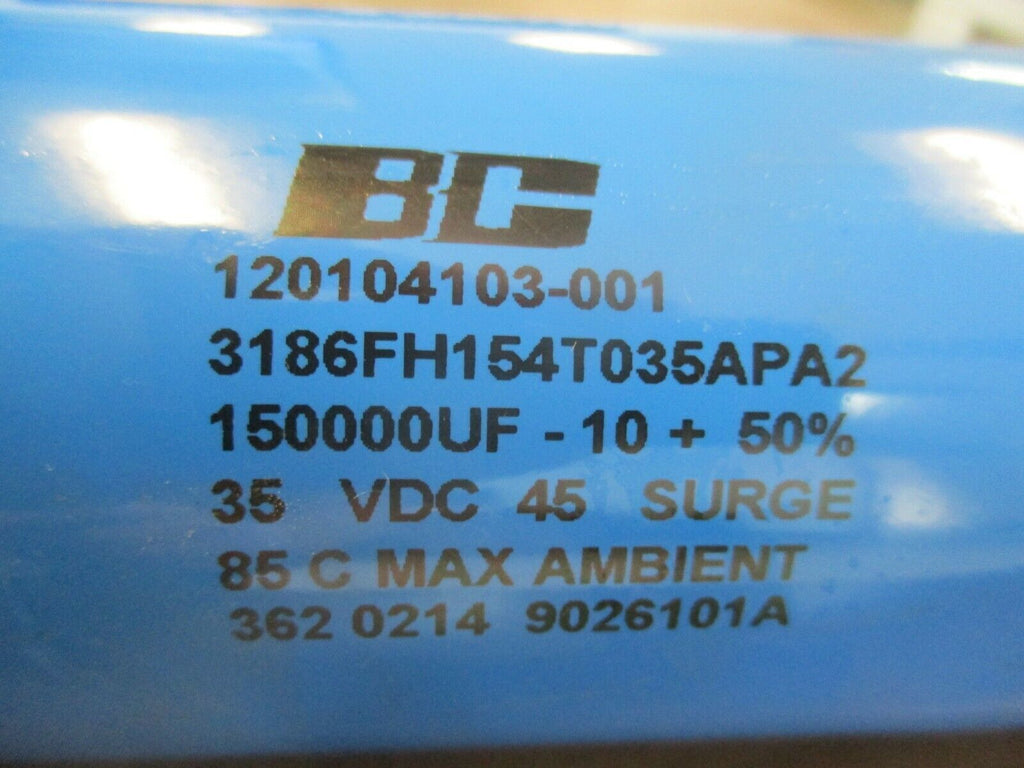 BC
120104103-001
3186FH154T035APA2
150000UF - 10 + 50%
35 VDC 45 SURGE
85 C MAX AMBIENT
362 0214 9026101A